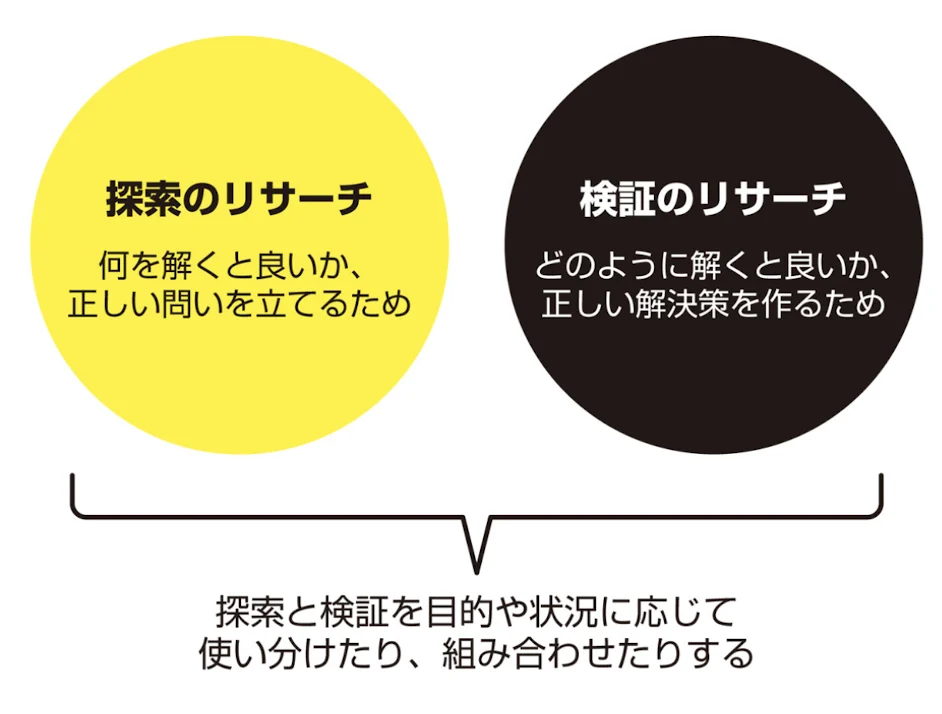 探索のリサーチ
何を解くと良いか、
正しい問いを立てるため
検証のリサーチ
どのように解くと良いか、
正しい解決策を作るため
探索と検証を目的や状況に応じて
使い分けたり、組み合わせたりする